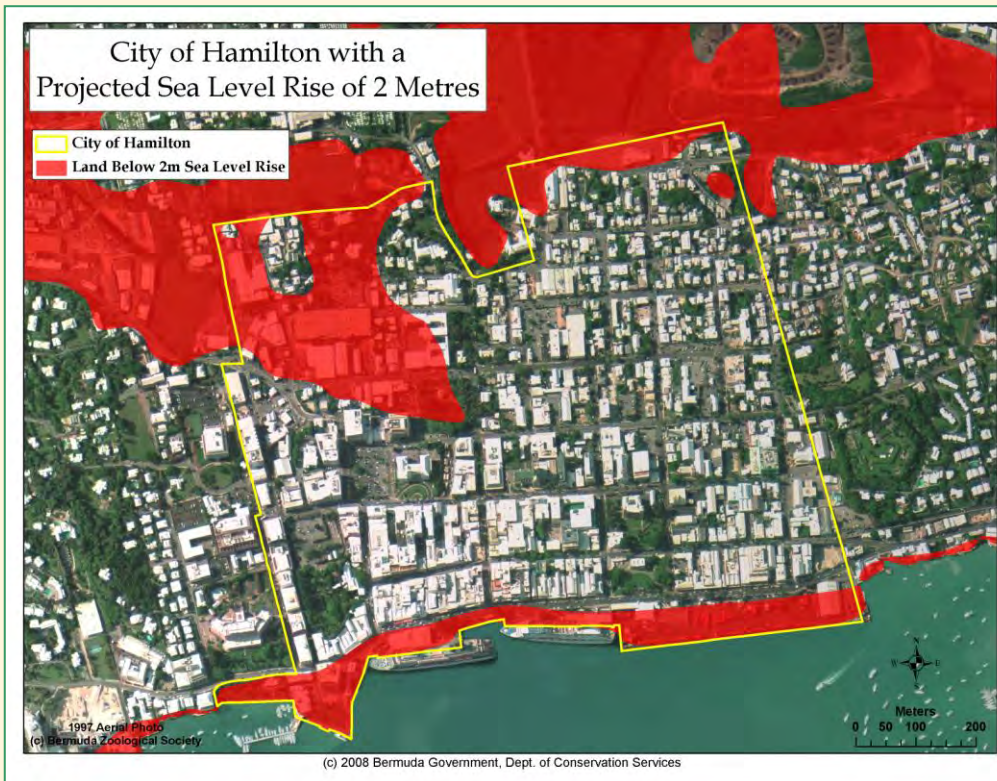 City of Hamilton with a
Projected Sea Level Rise of 2 Metres
City of Hamilton
Land Below 2m Sea Level Rise
N
W E
S
Meters
0 50 100 200
1997 Aerial Photo
(c) Bermuda Zoological Society
(c) 2008 Bermuda Government, Dept. of Conservation Services